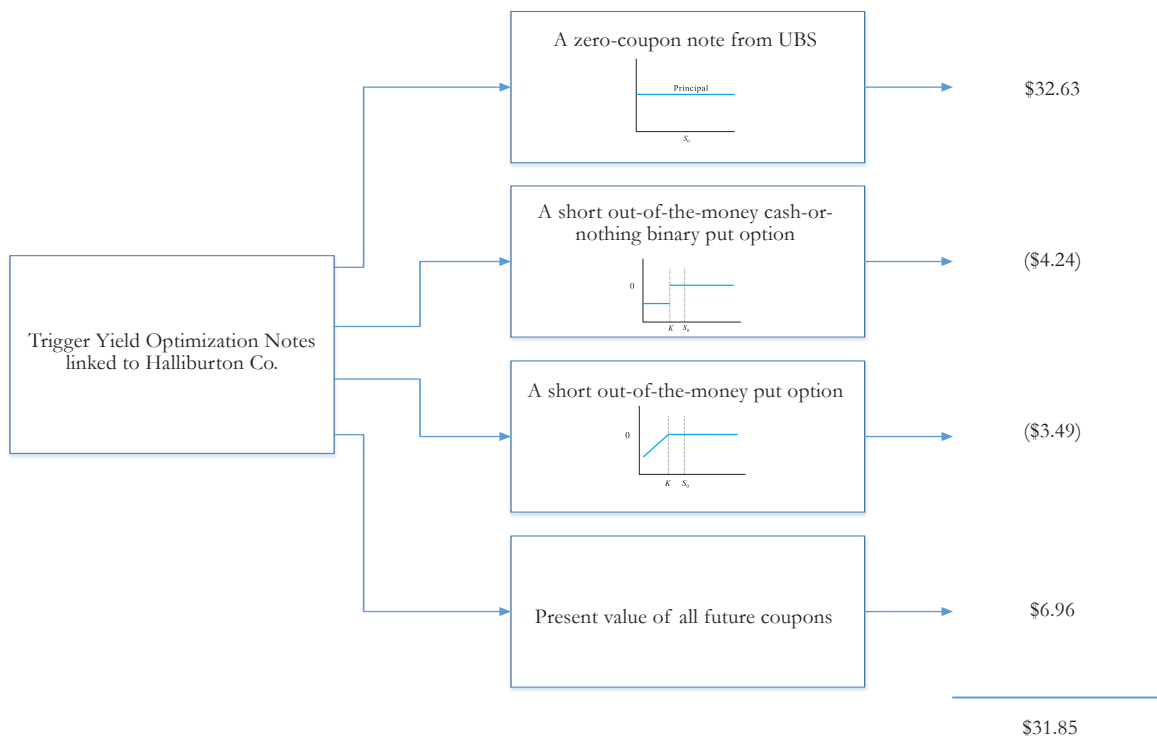 A zero-coupon note from UBS
Principal
S₀
$32.63
A short out-of-the-money cash-or-
nothing binary put option
0
K S₀
($4.24)
Trigger Yield Optimization Notes
linked to Halliburton Co.
A short out-of-the-money put option
0
K S₀
($3.49)
Present value of all future coupons
$6.96
$31.85